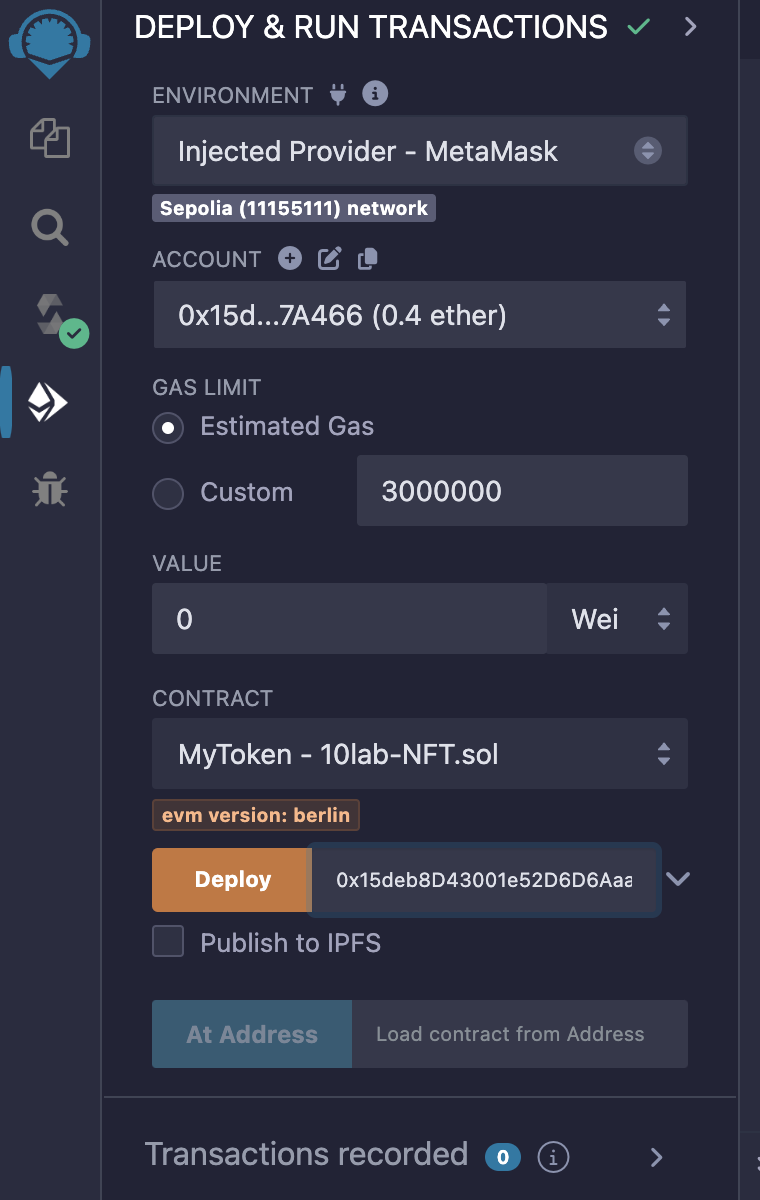 DEPLOY & RUN TRANSACTIONS
ENVIRONMENT
Injected Provider - MetaMask
Sepolia (11155111) network
ACCOUNT
0x15d...7A466 (0.4 ether)
GAS LIMIT
Estimated Gas
Custom 3000000
VALUE
0 Wei
CONTRACT
MyToken - 10lab-NFT.sol
evm version: berlin
Deploy 0x15deb8D43001e52D6D6Aaa
Publish to IPFS
At Address Load contract from Address
Transactions recorded 0